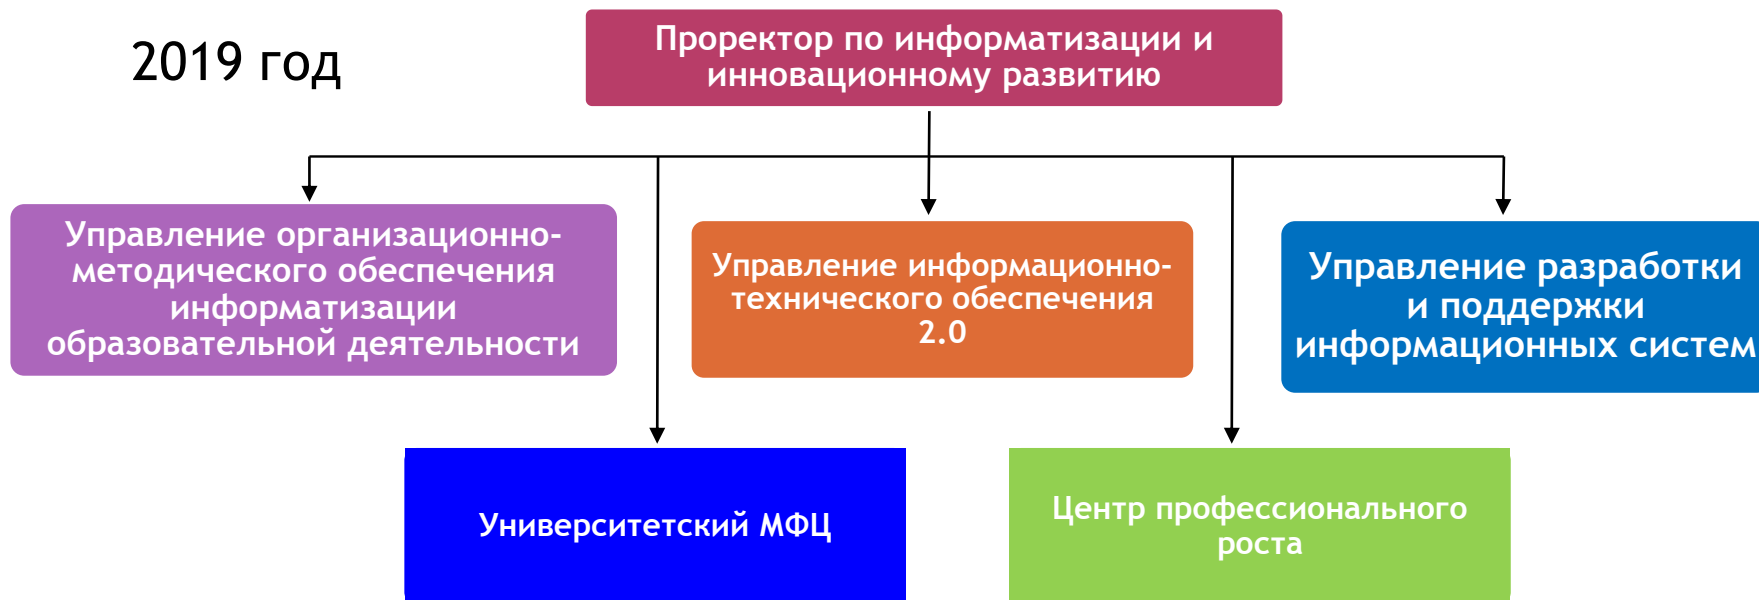 2019 год
Проректор по информатизации и
инновационному развитию
Управление организационно-
методического обеспечения
информатизации
образовательной деятельности
Управление информационно-
технического обеспечения
2.0
Управление разработки
и поддержки
информационных систем
Университетский МФЦ
Центр профессионального
роста